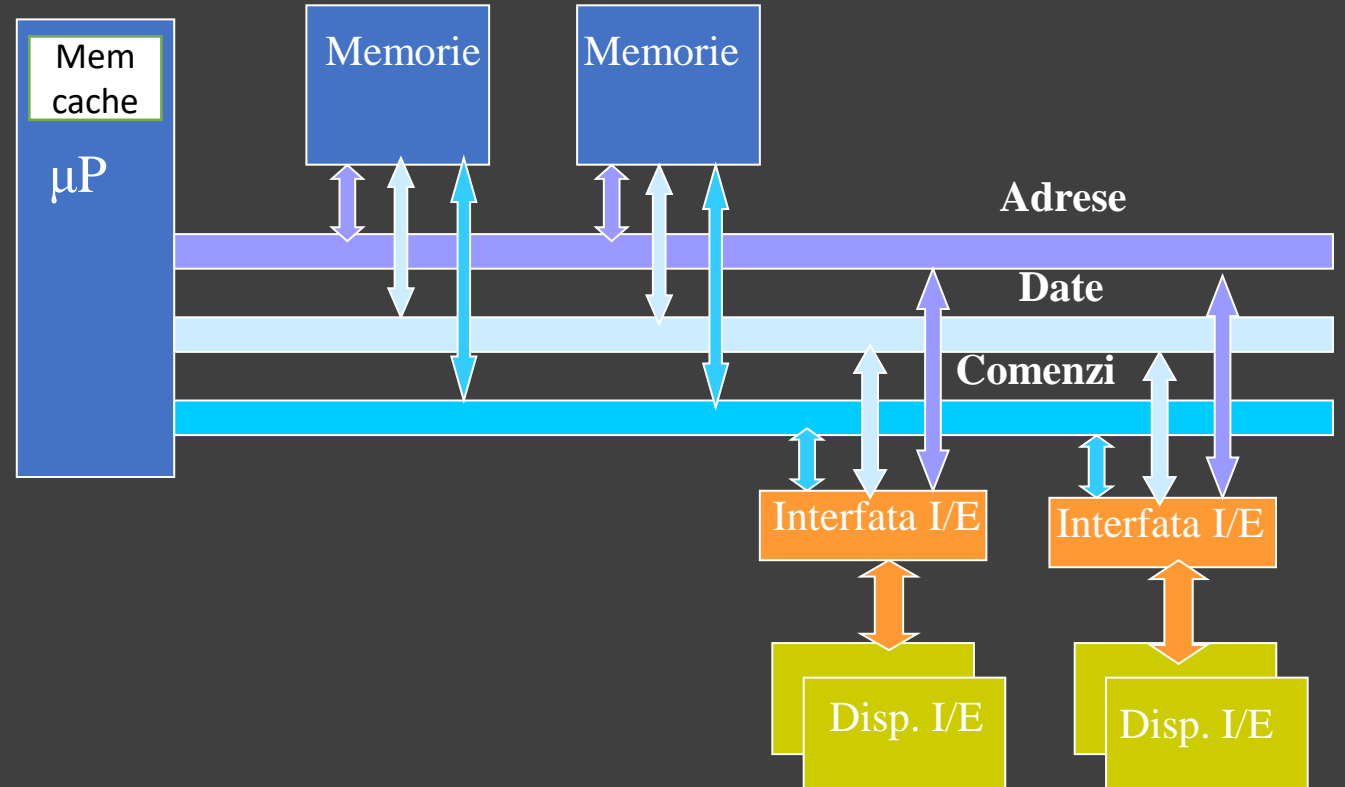 Mem
cache
μP
Memorie
Memorie
Adrese
Date
Comenzi
Interfata I/E
Interfata I/E
Disp. I/E
Disp. I/E